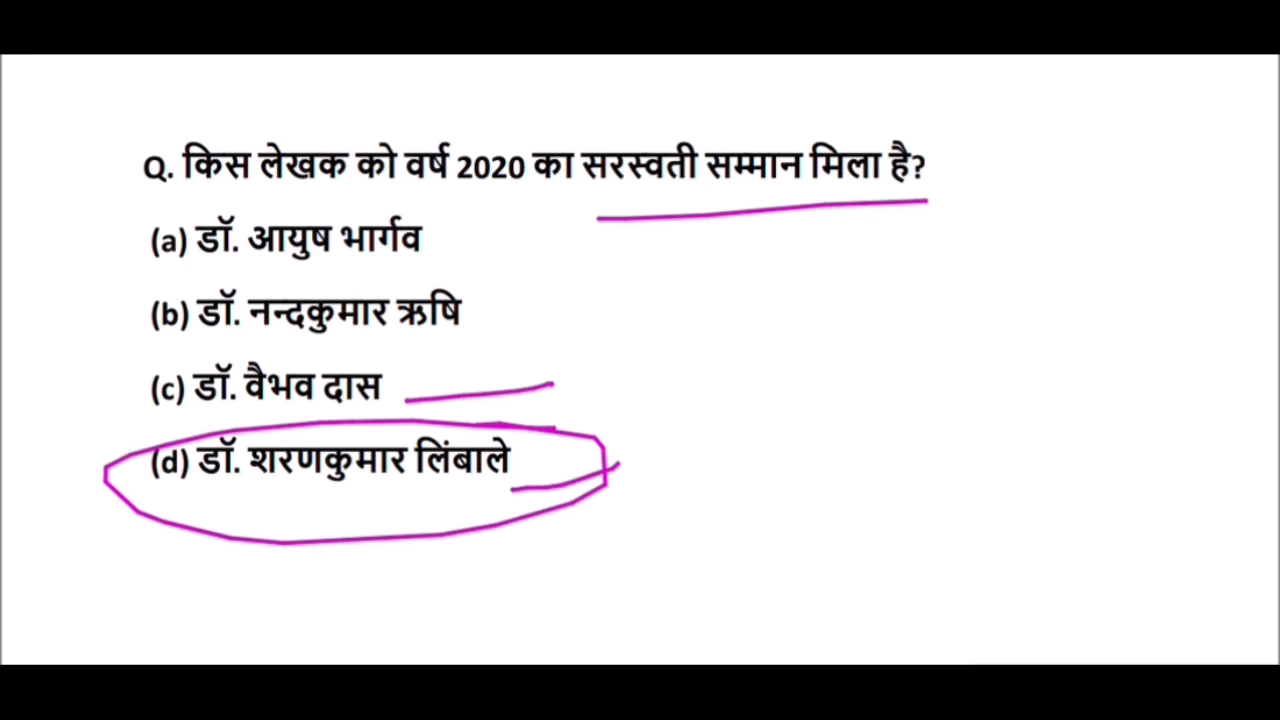 Q. किस लेखक को वर्ष 2020 का सरस्वती सम्मान मिला है?
(a) डॉ. आयुष भार्गव
(b) डॉ. नन्दकुमार ऋषि
(c) डॉ. वैभव दास
(d) डॉ. शरणकुमार लिंबाले